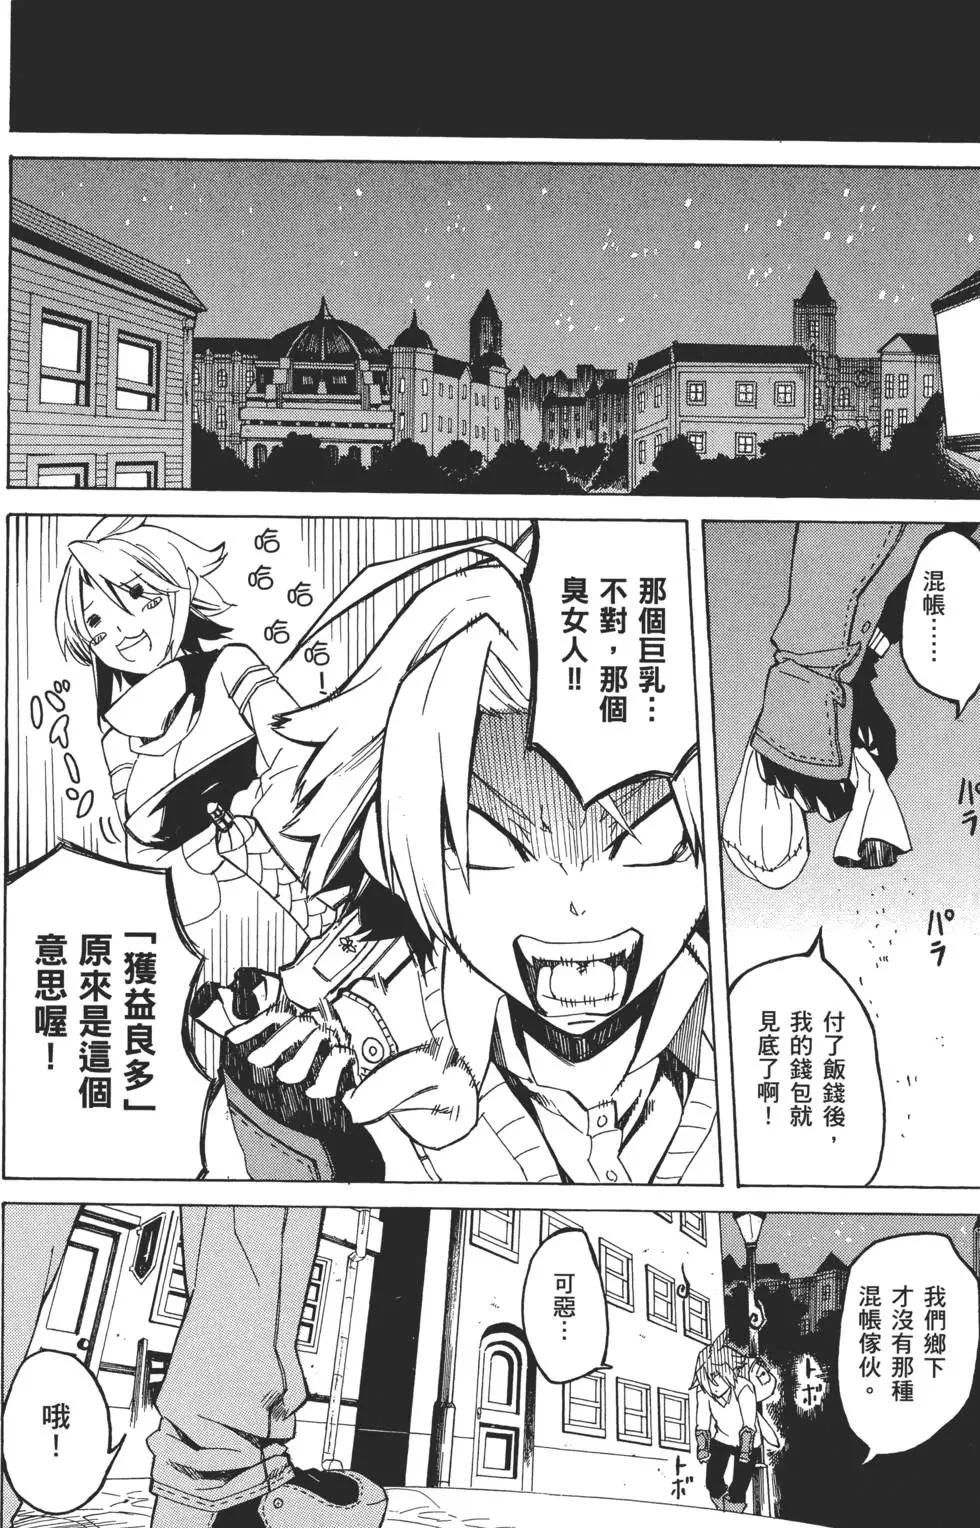 混帳……
パラ
パラ
付了飯錢後，
我的錢包就
見底了啊！
那個巨乳…
不對，那個
臭女人!!
哈
哈
哈
哈
哈！
バイーン
「獲益良多」
原來是這個
意思喔！
我們鄉下
才沒有那種
混帳傢伙。
トボ
トボ
可惡…
哦！